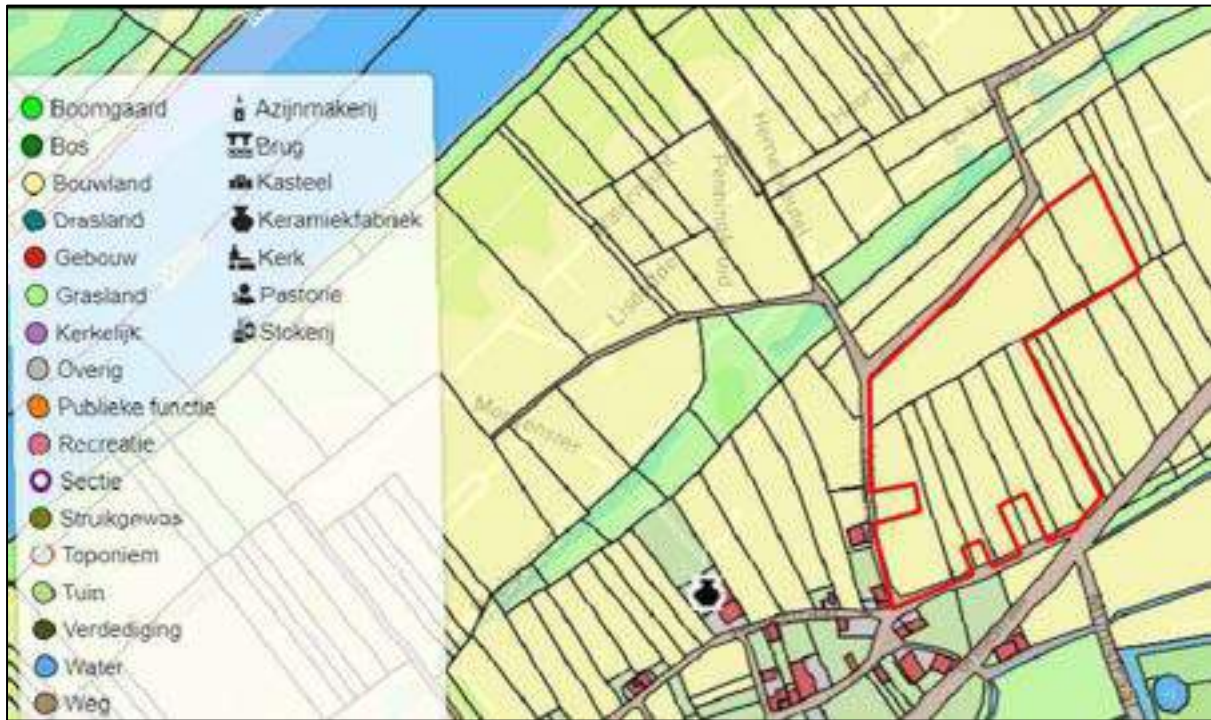 Boomgaard
Bos
Bouwland
Drasland
Gebouw
Grasland
Kerkelijk
Overig
Publieke functie
Recreatie
Sectie
Struikgewas
Toponiem
Tuin
Verdediging
Water
Weg
Azijnmakerij
Brug
Kasteel
Keramiekfabriek
Kerk
Pastorie
Stokerij